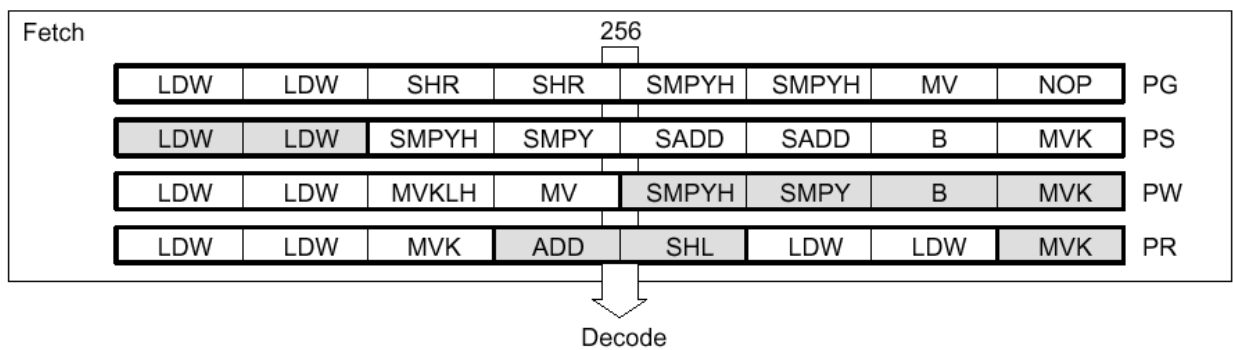 Fetch 256
LDW LDW SHR SHR SMPYH SMPYH MV NOP PG
LDW LDW SMPYH SMPY SADD SADD B MVK PS
LDW LDW MVKLH MV SMPYH SMPY B MVK PW
LDW LDW MVK ADD SHL LDW LDW MVK PR
Decode